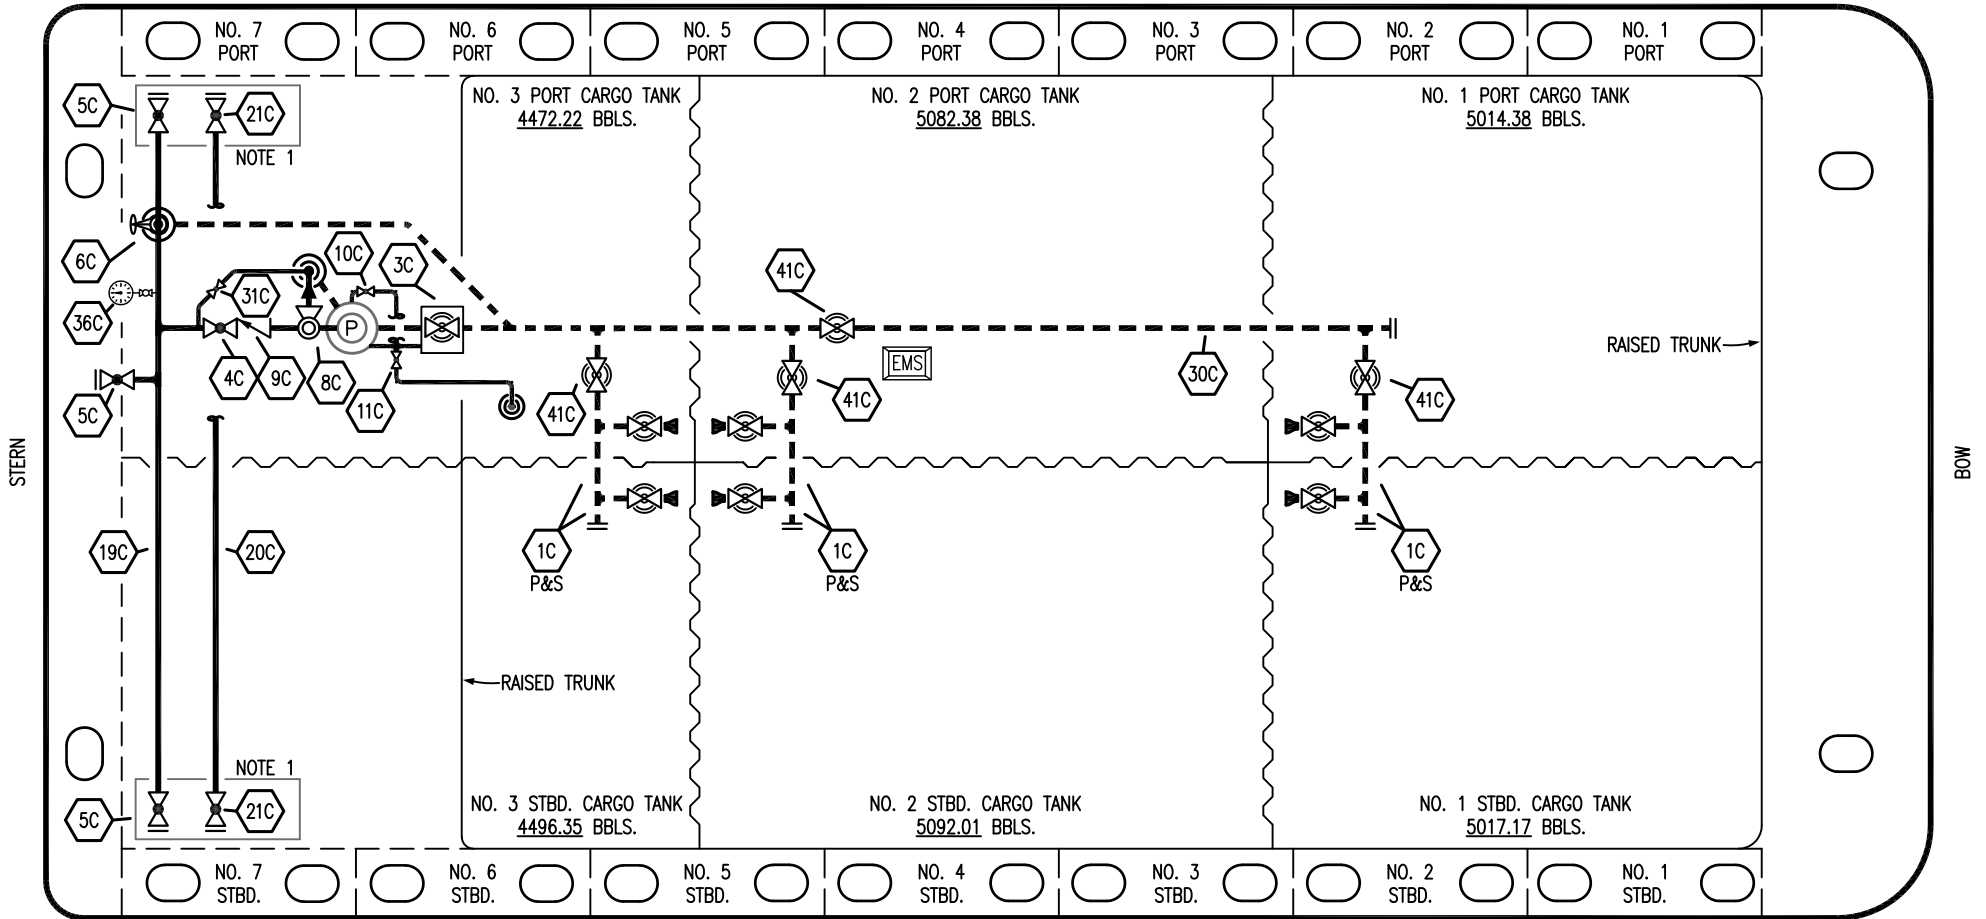 NO. 7
PORT
NO. 6
PORT
NO. 5
PORT
NO. 4
PORT
NO. 3
PORT
NO. 2
PORT
NO. 1
PORT
5C
21C
NOTE 1
NO. 3 PORT CARGO TANK
4472.22 BBLS.
NO. 2 PORT CARGO TANK
5082.38 BBLS.
NO. 1 PORT CARGO TANK
5014.38 BBLS.
6C
10C
3C
41C
31C
36C
P
RAISED TRUNK
EMS
30C
4C
9C
8C
11C
5C
41C
41C
41C
STERN
BOW
19C
20C
1C
P&S
1C
P&S
1C
P&S
RAISED TRUNK
NOTE 1
5C
21C
NO. 3 STBD. CARGO TANK
4496.35 BBLS.
NO. 2 STBD. CARGO TANK
5092.01 BBLS.
NO. 1 STBD. CARGO TANK
5017.17 BBLS.
NO. 7
STBD.
NO. 6
STBD.
NO. 5
STBD.
NO. 4
STBD.
NO. 3
STBD.
NO. 2
STBD.
NO. 1
STBD.